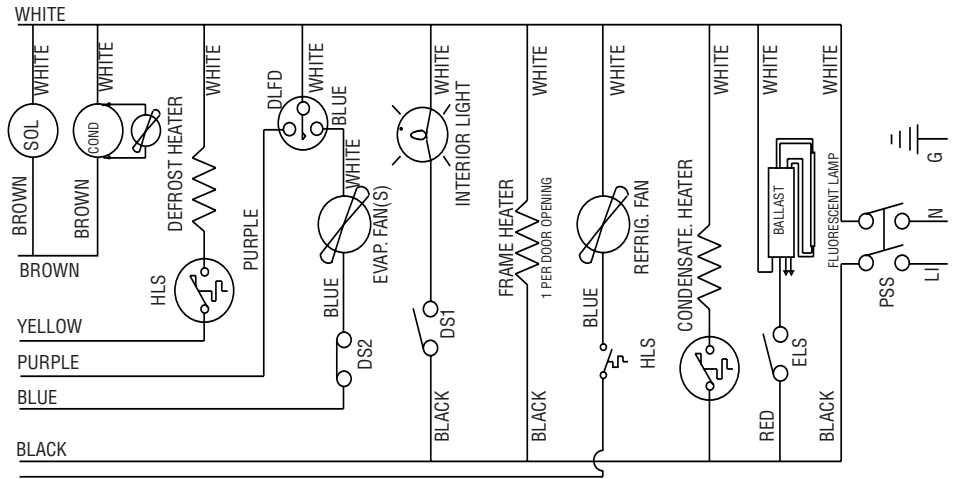 WHITE
WHITE
WHITE
WHITE
WHITE
WHITE
WHITE
WHITE
WHITE
WHITE
WHITE
SOL
COND
DEFROST HEATER
DLFD
BLUE
WHITE
INTERIOR LIGHT
BALLAST
FLUORESCENT LAMP
G
N
LI
PSS
BROWN
BROWN
BROWN
PURPLE
EVAP. FAN(S)
FRAME HEATER
1 PER DOOR OPENING
REFRIG. FAN
CONDENSATE. HEATER
HLS
BLUE
DS2
DS1
BLUE
HLS
ELS
YELLOW
PURPLE
BLUE
BLACK
BLACK
BLACK
RED
BLACK